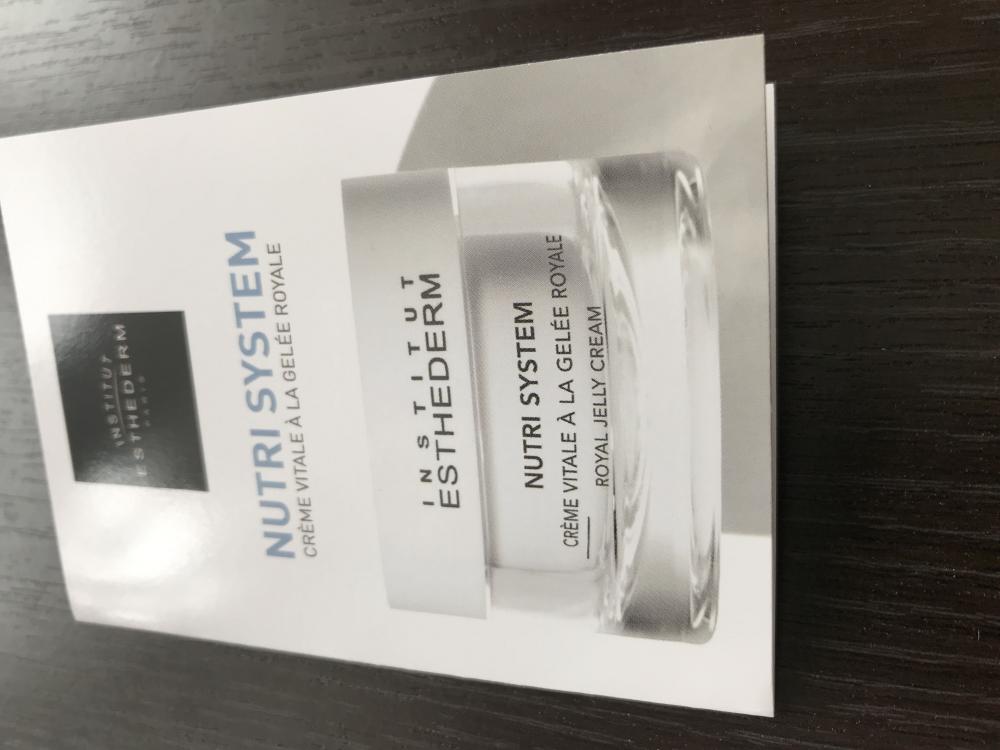 INSTITUT
ESTHEDERM
PARIS
NUTRI SYSTEM
CRÈME VITALE À LA GELÉE ROYALE
INSTITUT
ESTHEDERM
NUTRI SYSTEM
CRÈME VITALE À LA GELÉE ROYALE
ROYAL JELLY CREAM